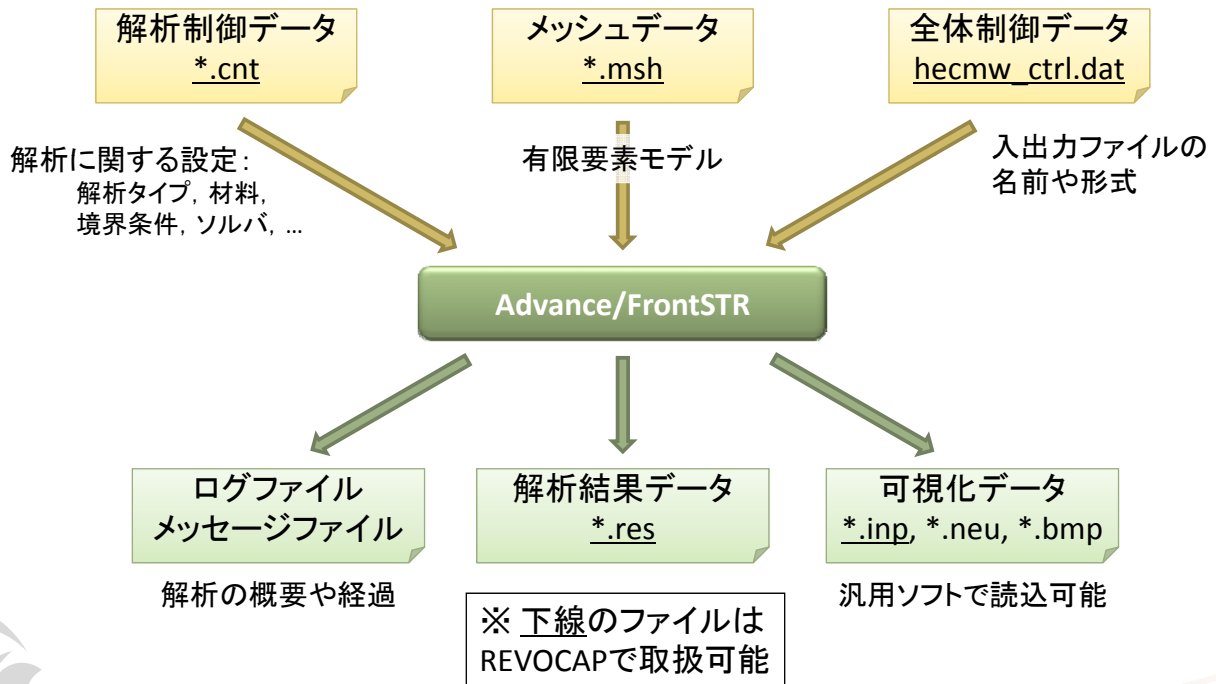 解析制御データ
*.cnt
メッシュデータ
*.msh
全体制御データ
hecmw_ctrl.dat
解析に関する設定：
解析タイプ，材料，
境界条件，ソルバ，...
有限要素モデル
入出力ファイルの
名前や形式
Advance/FrontSTR
ログファイル
メッセージファイル
解析結果データ
*.res
可視化データ
*.inp, *.neu, *.bmp
解析の概要や経過
※ 下線のファイルは
REVOCAPで取扱可能
汎用ソフトで読込可能